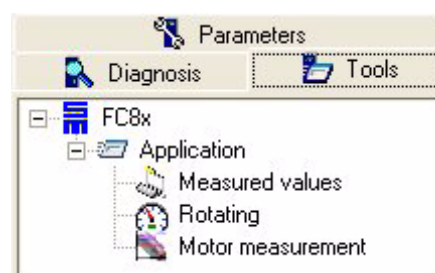 Parameters
Diagnosis Tools
FC8x
Application
Measured values
Rotating
Motor measurement